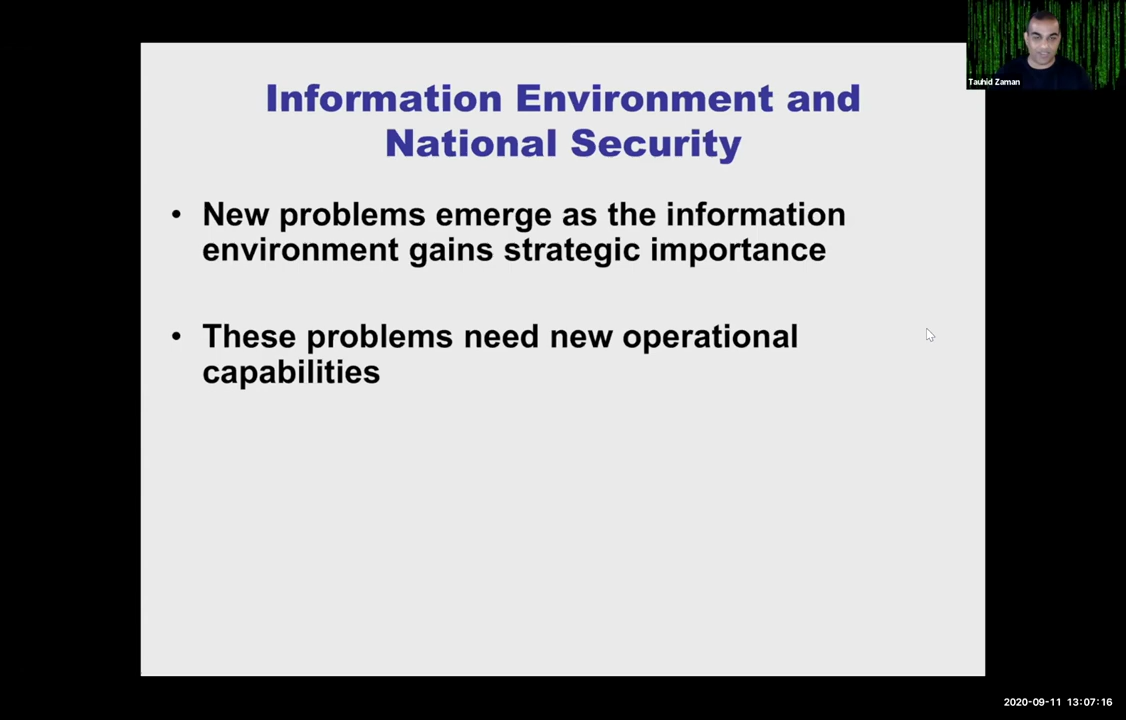 Tauhid Zaman
Information Environment and
National Security
• New problems emerge as the information
environment gains strategic importance
• These problems need new operational
capabilities
2020-09-11 13:07:16